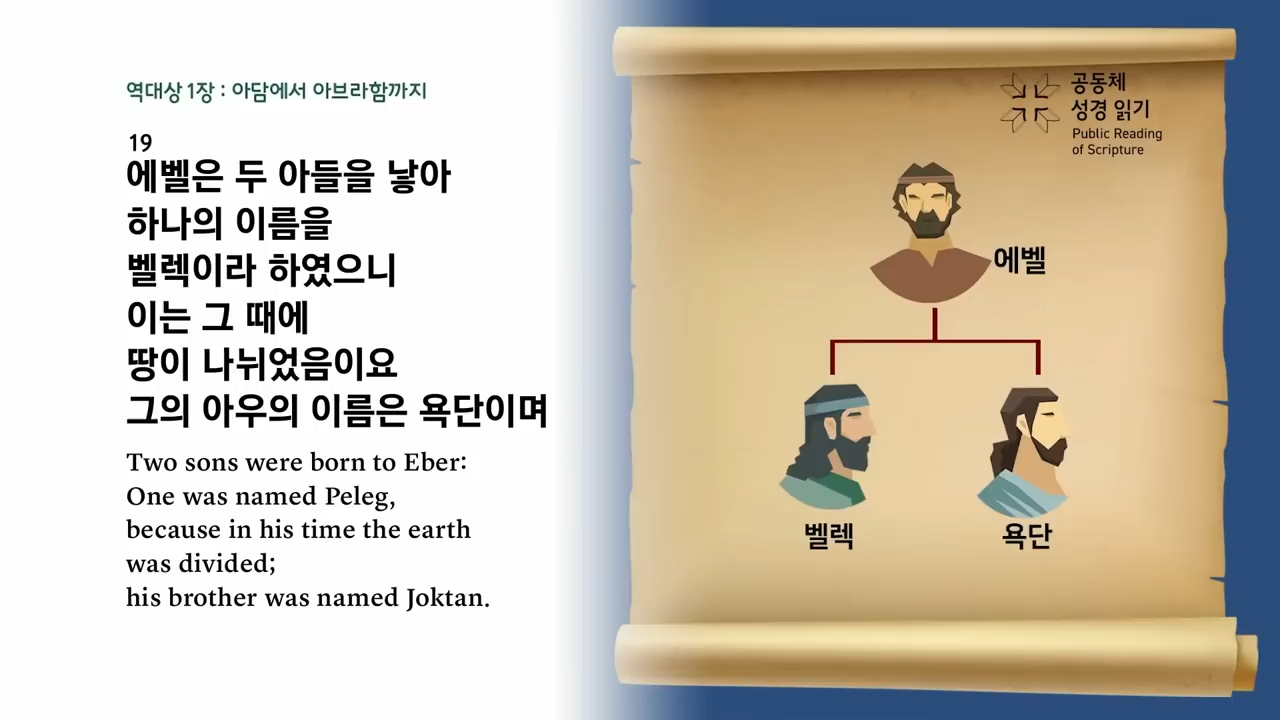 역대상 1장 : 아담에서 아브라함까지
19
에벨은 두 아들을 낳아
하나의 이름을
벨렉이라 하였으니
이는 그 때에
땅이 나뉘었음이요
그의 아우의 이름은 욕단이며
Two sons were born to Eber:
One was named Peleg,
because in his time the earth
was divided;
his brother was named Joktan.
공동체
성경 읽기
Public Reading
of Scripture
에벨
벨렉
욕단